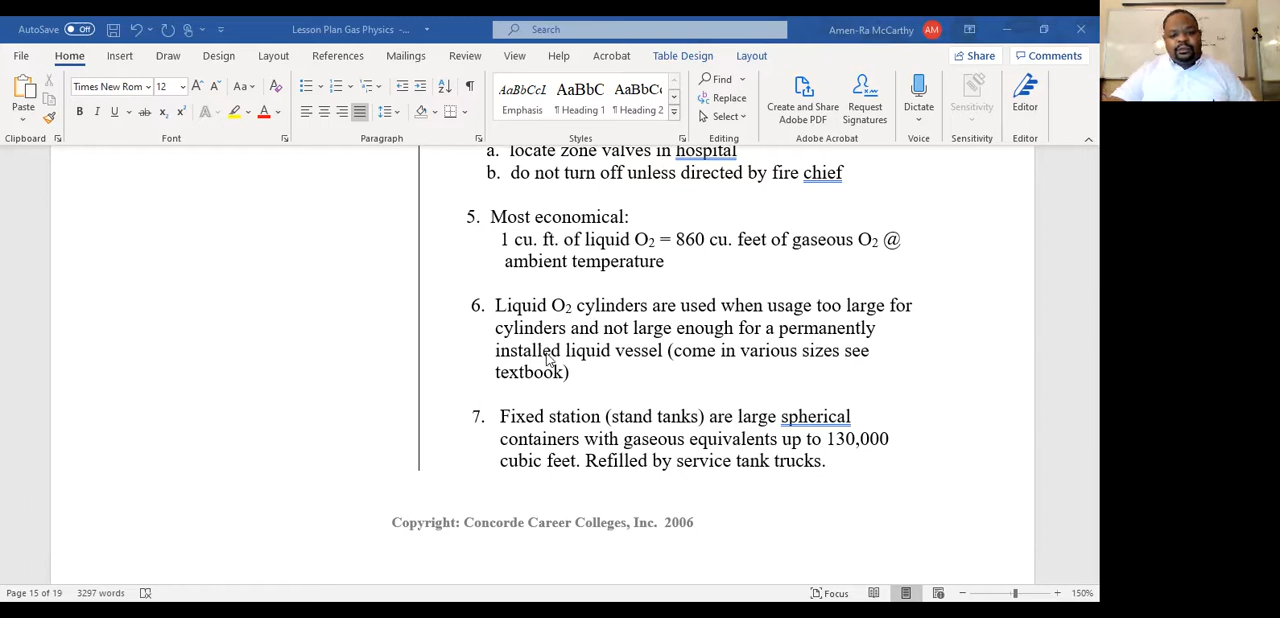 AutoSave Off Lesson Plan Gas Physics -... Search Amen-Ra McCarthy AM
File Home Insert Draw Design Layout References Mailings Review View Help Acrobat Table Design Layout Share Comments
Paste Times New Rom 12 Aa AaBbCcI AaBbC AaBbCc Find Replace Select Create and Share Adobe PDF Request Signatures Dictate Sensitivity Editor
B I U ab x₂ x² A A Emphasis ¶ Heading 1 ¶ Heading 2
Clipboard Font Paragraph Styles Editing Adobe Acrobat Voice Sensitivity Editor
a. locate zone valves in hospital
b. do not turn off unless directed by fire chief
5. Most economical:
1 cu. ft. of liquid O₂ = 860 cu. feet of gaseous O₂ @
ambient temperature
6. Liquid O₂ cylinders are used when usage too large for
cylinders and not large enough for a permanently
installed liquid vessel (come in various sizes see
textbook)
7. Fixed station (stand tanks) are large spherical
containers with gaseous equivalents up to 130,000
cubic feet. Refilled by service tank trucks.
Copyright: Concorde Career Colleges, Inc. 2006
Page 15 of 19 3297 words Focus 150%